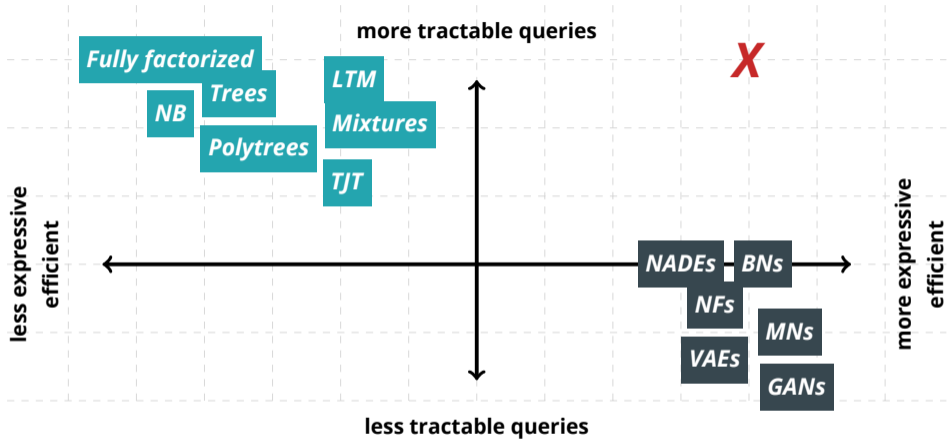 more tractable queries
X
Fully factorized
LTM
Trees
NB
Mixtures
Polytrees
TJT
less expressive
efficient
more expressive
efficient
NADEs
BNs
NFs
MNs
VAEs
GANs
less tractable queries